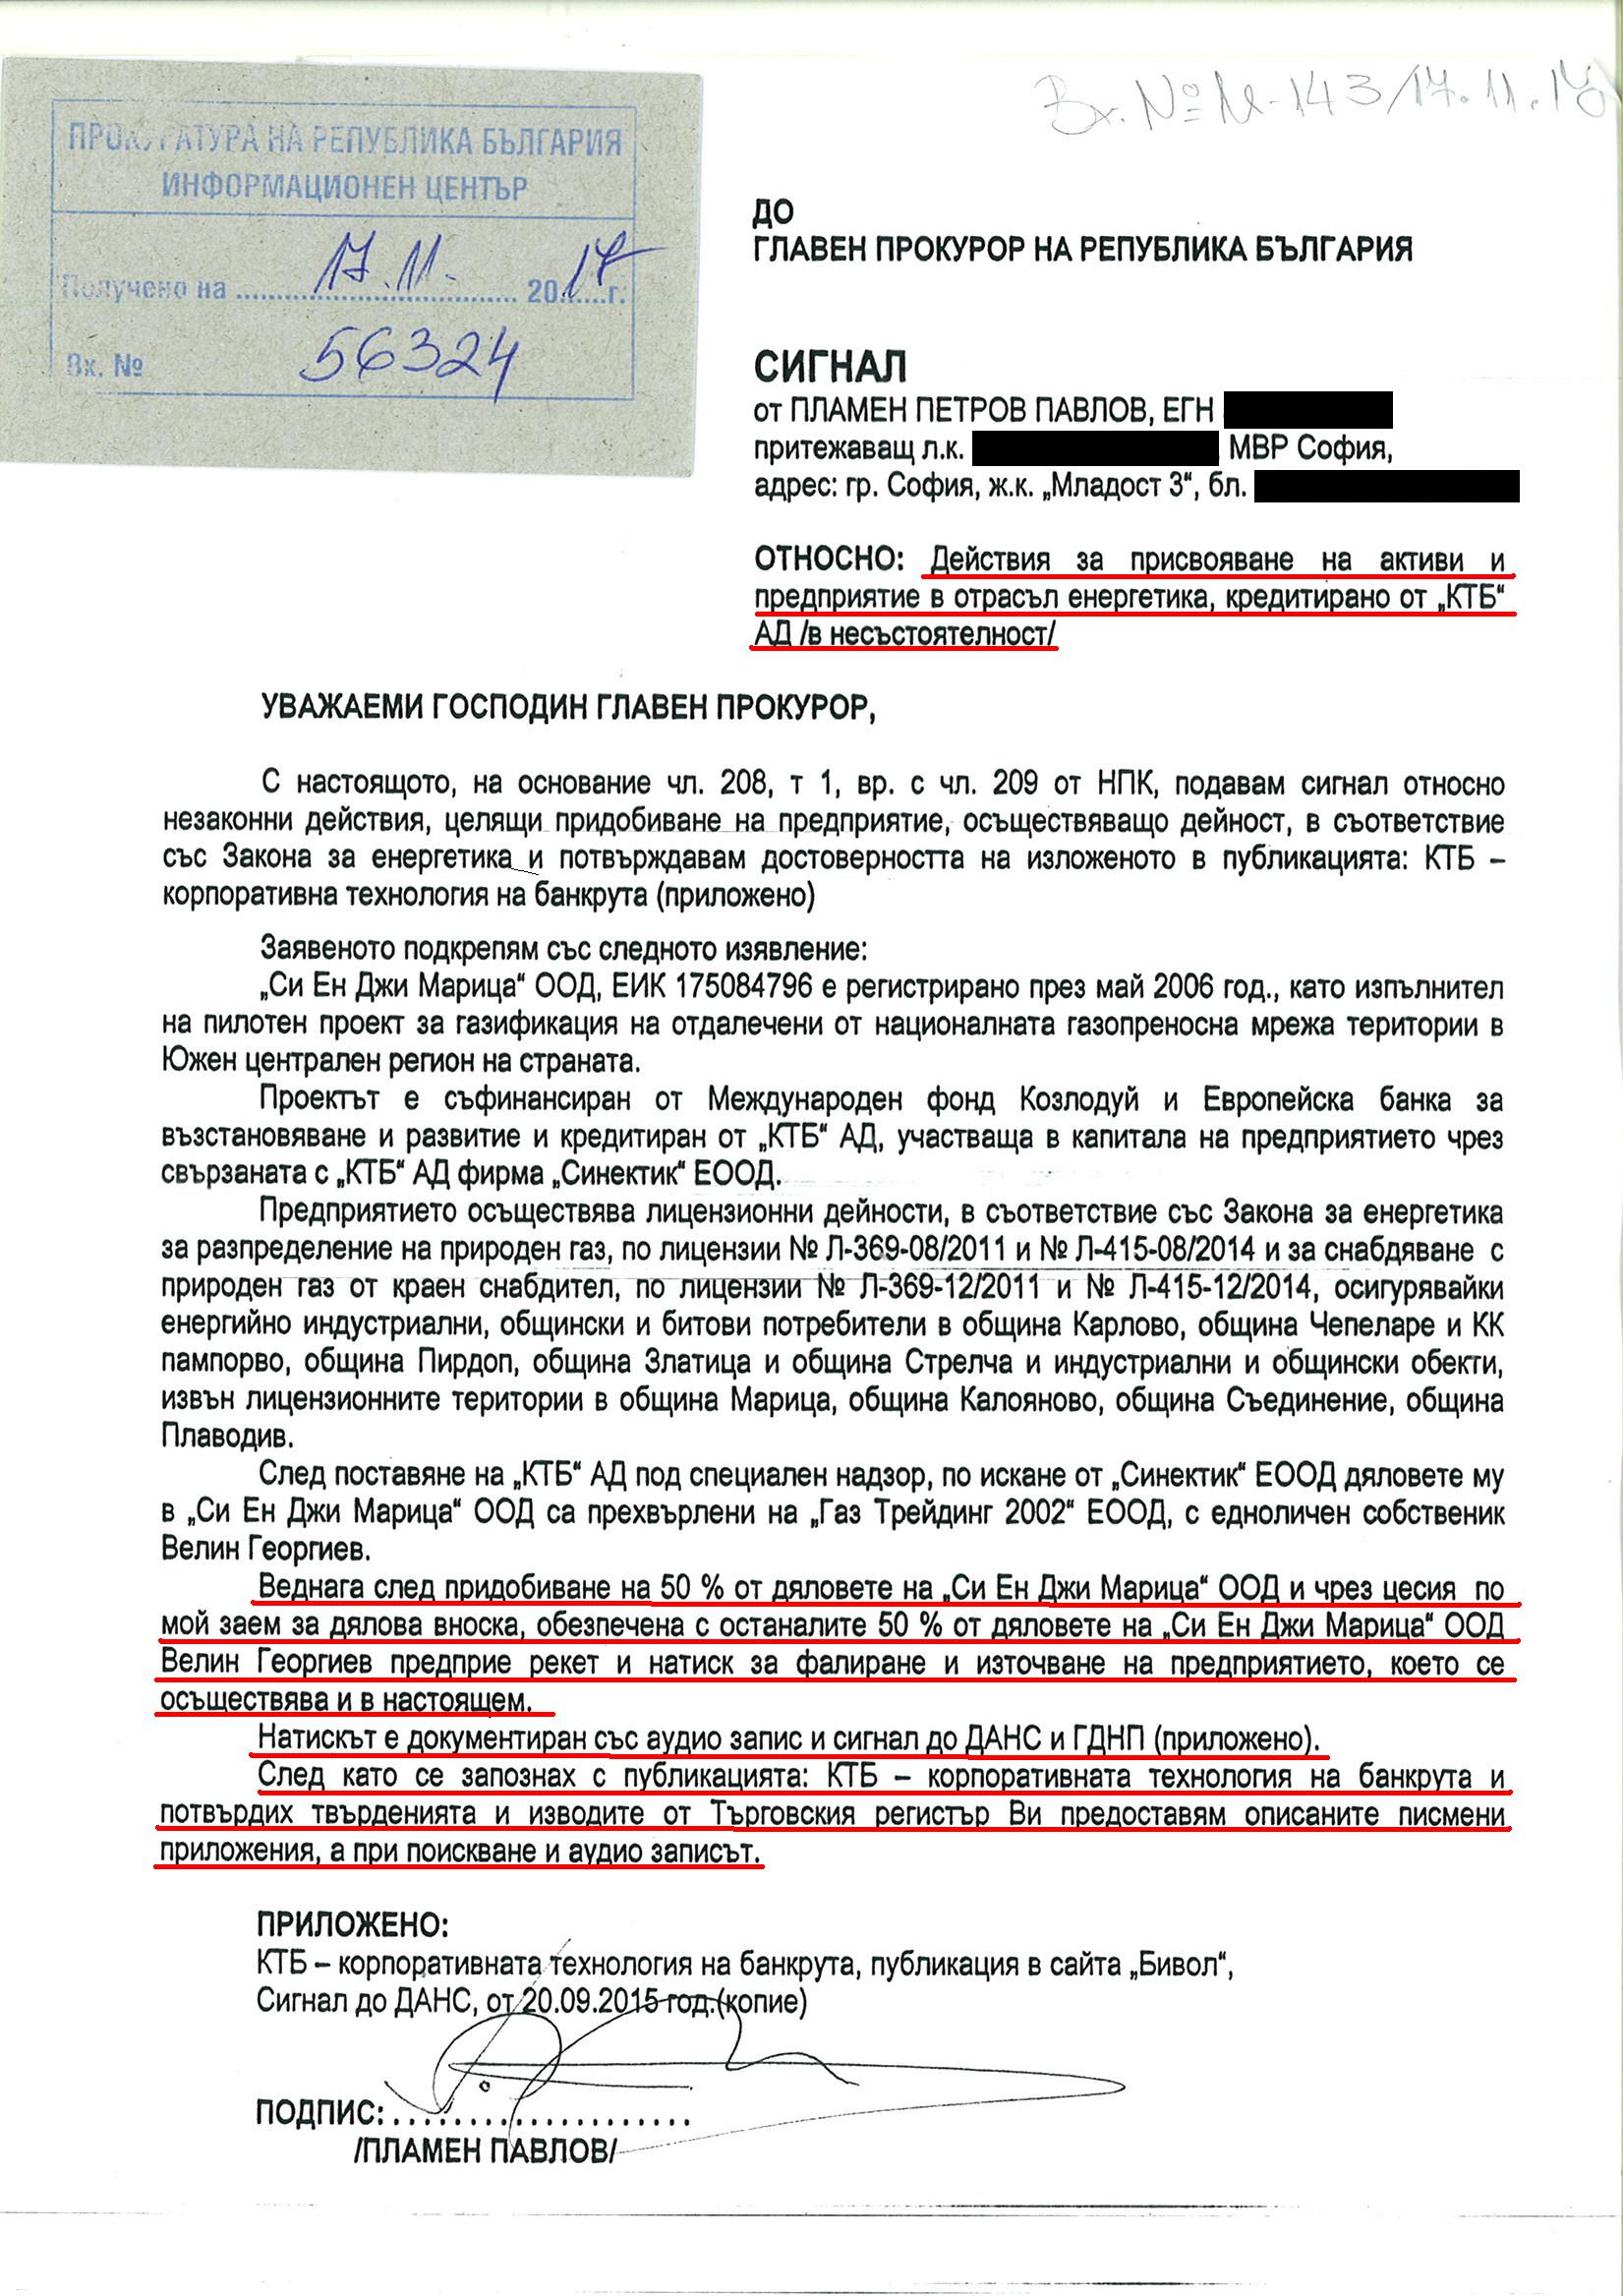 Вх. № М-143/17.11.17
ПРОКУРАТУРА НА РЕПУБЛИКА БЪЛГАРИЯ
ИНФОРМАЦИОНЕН ЦЕНТЪР
Получено на 17.11. 2017 г.
Вх. № 56324
ДО
ГЛАВЕН ПРОКУРОР НА РЕПУБЛИКА БЪЛГАРИЯ
СИГНАЛ
от ПЛАМЕН ПЕТРОВ ПАВЛОВ, ЕГН
притежаващ л.к. МВР София,
адрес: гр. София, ж.к. „Младост 3“, бл.
ОТНОСНО: Действия за присвояване на активи и
предприятие в отрасъл енергетика, кредитирано от „КТБ“
АД /в несъстоятелност/
УВАЖАЕМИ ГОСПОДИН ГЛАВЕН ПРОКУРОР,
С настоящото, на основание чл. 208, т 1, вр. с чл. 209 от НПК, подавам сигнал относно
незаконни действия, целящи придобиване на предприятие, осъществяващо дейност, в съответствие
със Закона за енергетика и потвърждавам достоверността на изложеното в публикацията: КТБ –
корпоративна технология на банкрута (приложено)
Заявеното подкрепям със следното изявление:
„Си Ен Джи Марица“ ООД, ЕИК 175084796 е регистрирано през май 2006 год., като изпълнител
на пилотен проект за газификация на отдалечени от националната газопреносна мрежа територии в
Южен централен регион на страната.
Проектът е съфинансиран от Международен фонд Козлодуй и Европейска банка за
възстановяване и развитие и кредитиран от „КТБ“ АД, участваща в капитала на предприятието чрез
свързаната с „КТБ“ АД фирма „Синектик“ ЕООД.
Предприятието осъществява лицензионни дейности, в съответствие със Закона за енергетика
за разпределение на природен газ, по лицензии № Л-369-08/2011 и № Л-415-08/2014 и за снабдяване с
природен газ от краен снабдител, по лицензии № Л-369-12/2011 и № Л-415-12/2014, осигурявайки
енергийно индустриални, общински и битови потребители в община Карлово, община Чепеларе и КК
пампорво, община Пирдоп, община Златица и община Стрелча и индустриални и общински обекти,
извън лицензионните територии в община Марица, община Калояново, община Съединение, община
Плаводив.
След поставяне на „КТБ“ АД под специален надзор, по искане от „Синектик“ ЕООД дяловете му
в „Си Ен Джи Марица“ ООД са прехвърлени на „Газ Трейдинг 2002“ ЕООД, с едноличен собственик
Велин Георгиев.
Веднага след придобиване на 50 % от дяловете на „Си Ен Джи Марица“ ООД и чрез цесия по
мой заем за дялова вноска, обезпечена с останалите 50 % от дяловете на „Си Ен Джи Марица“ ООД
Велин Георгиев предприе рекет и натиск за фалиране и източване на предприятието, което се
осъществява и в настоящем.
Натискът е документиран със аудио запис и сигнал до ДАНС и ГДНП (приложено).
След като се запознах с публикацията: КТБ – корпоративната технология на банкрута и
потвърдих твърденията и изводите от Търговския регистър Ви предоставям описаните писмени
приложения, а при поискване и аудио записът.
ПРИЛОЖЕНО:
КТБ – корпоративната технология на банкрута, публикация в сайта „Бивол“,
Сигнал до ДАНС, от 20.09.2015 год.(копие)
ПОДПИС:.....................
/ПЛАМЕН ПАВЛОВ/